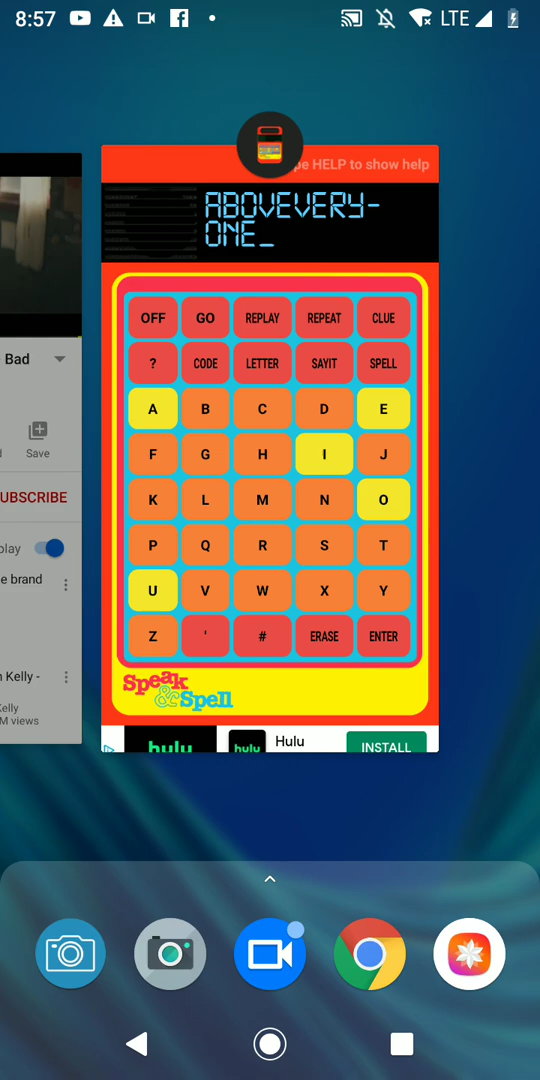 8:57
LTE
pe HELP to show help
ABOVEVERY-
ONE_
Bad
Save
UBSCRIBE
play
e brand
n Kelly -
Kelly
M views
OFF GO REPLAY REPEAT CLUE
? CODE LETTER SAYIT SPELL
A B C D E
F G H I J
K L M N O
P Q R S T
U V W X Y
Z ' # ERASE ENTER
Speak
&Spell
hulu
hulu
Hulu
INSTALL